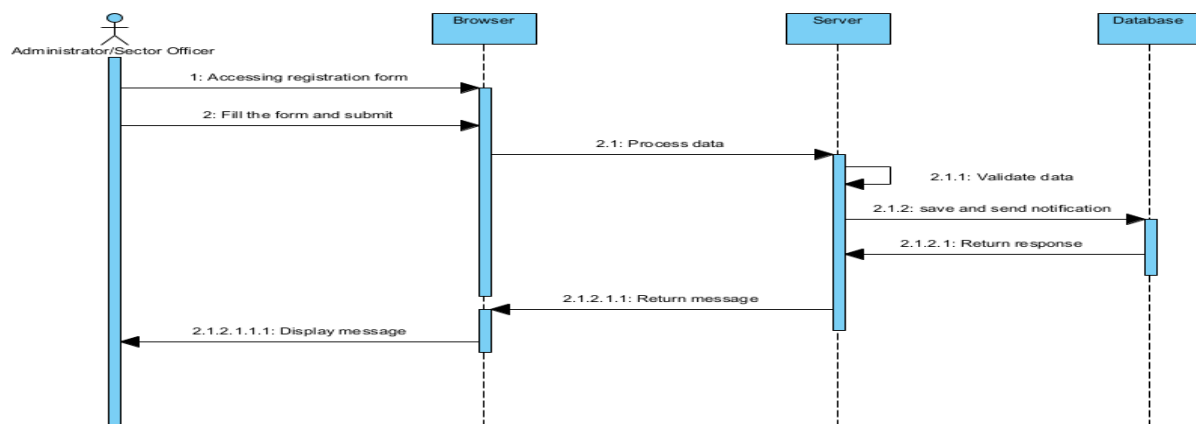 Browser
Server
Database
Administrator/Sector Officer
1: Accessing registration form
2: Fill the form and submit
2.1: Process data
2.1.1: Validate data
2.1.2: save and send notification
2.1.2.1: Return response
2.1.2.1.1: Return message
2.1.2.1.1.1: Display message